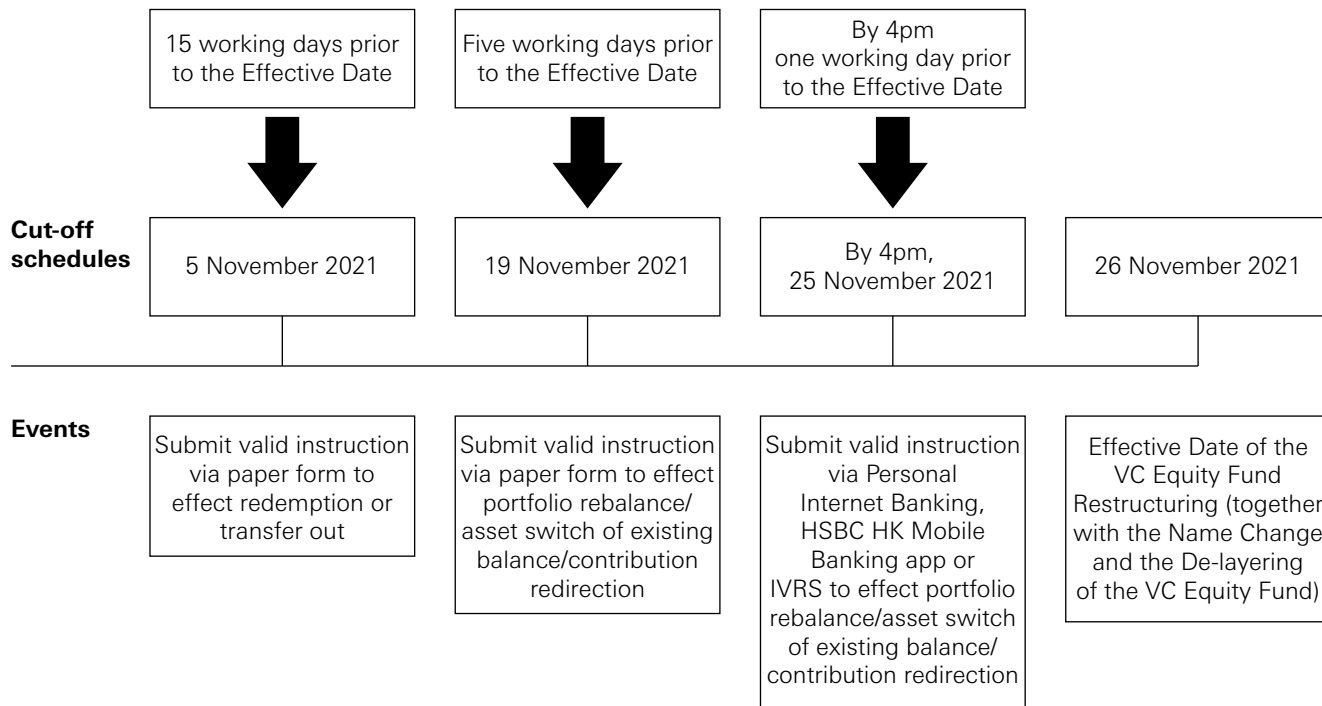 15 working days prior
to the Effective Date
Five working days prior
to the Effective Date
By 4pm
one working day prior
to the Effective Date
Cut-off
schedules
5 November 2021
19 November 2021
By 4pm,
25 November 2021
26 November 2021
Events
Submit valid instruction
via paper form to
effect redemption or
transfer out
Submit valid instruction
via paper form to effect
portfolio rebalance/
asset switch of existing
balance/contribution
redirection
Submit valid instruction
via Personal
Internet Banking,
HSBC HK Mobile
Banking app or
IVRS to effect portfolio
rebalance/asset switch
of existing balance/
contribution redirection
Effective Date of the
VC Equity Fund
Restructuring (together
with the Name Change
and the De-layering
of the VC Equity Fund)